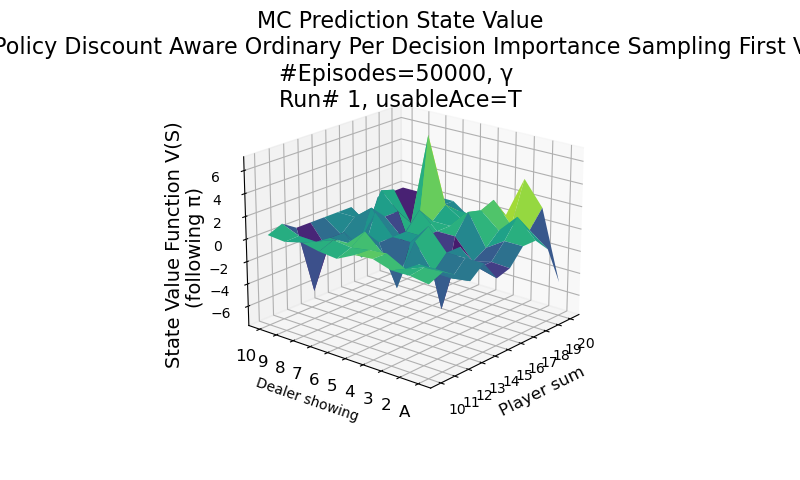 MC Prediction State Value
Policy Discount Aware Ordinary Per Decision Importance Sampling First
#Episodes=50000, γ
Run# 1, usableAce=T
State Value Function V(S)
(following π)
6
4
2
0
−2
−4
−6
10 9 8 7 6 5 4 3 2 A
Dealer showing
10 11 12 13 14 15 16 17 18 19 20
Player sum